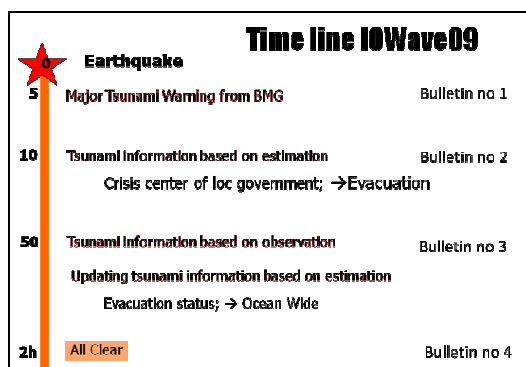 Time line IOWave09
0 Earthquake
5 Major Tsunami Warning from BMG Bulletin no 1
10 Tsunami information based on estimation Bulletin no 2
Crisis center of loc government; →Evacuation
50 Tsunami information based on observation Bulletin no 3
Updating tsunami information based on estimation
Evacuation status; → Ocean Wide
2h All Clear Bulletin no 4